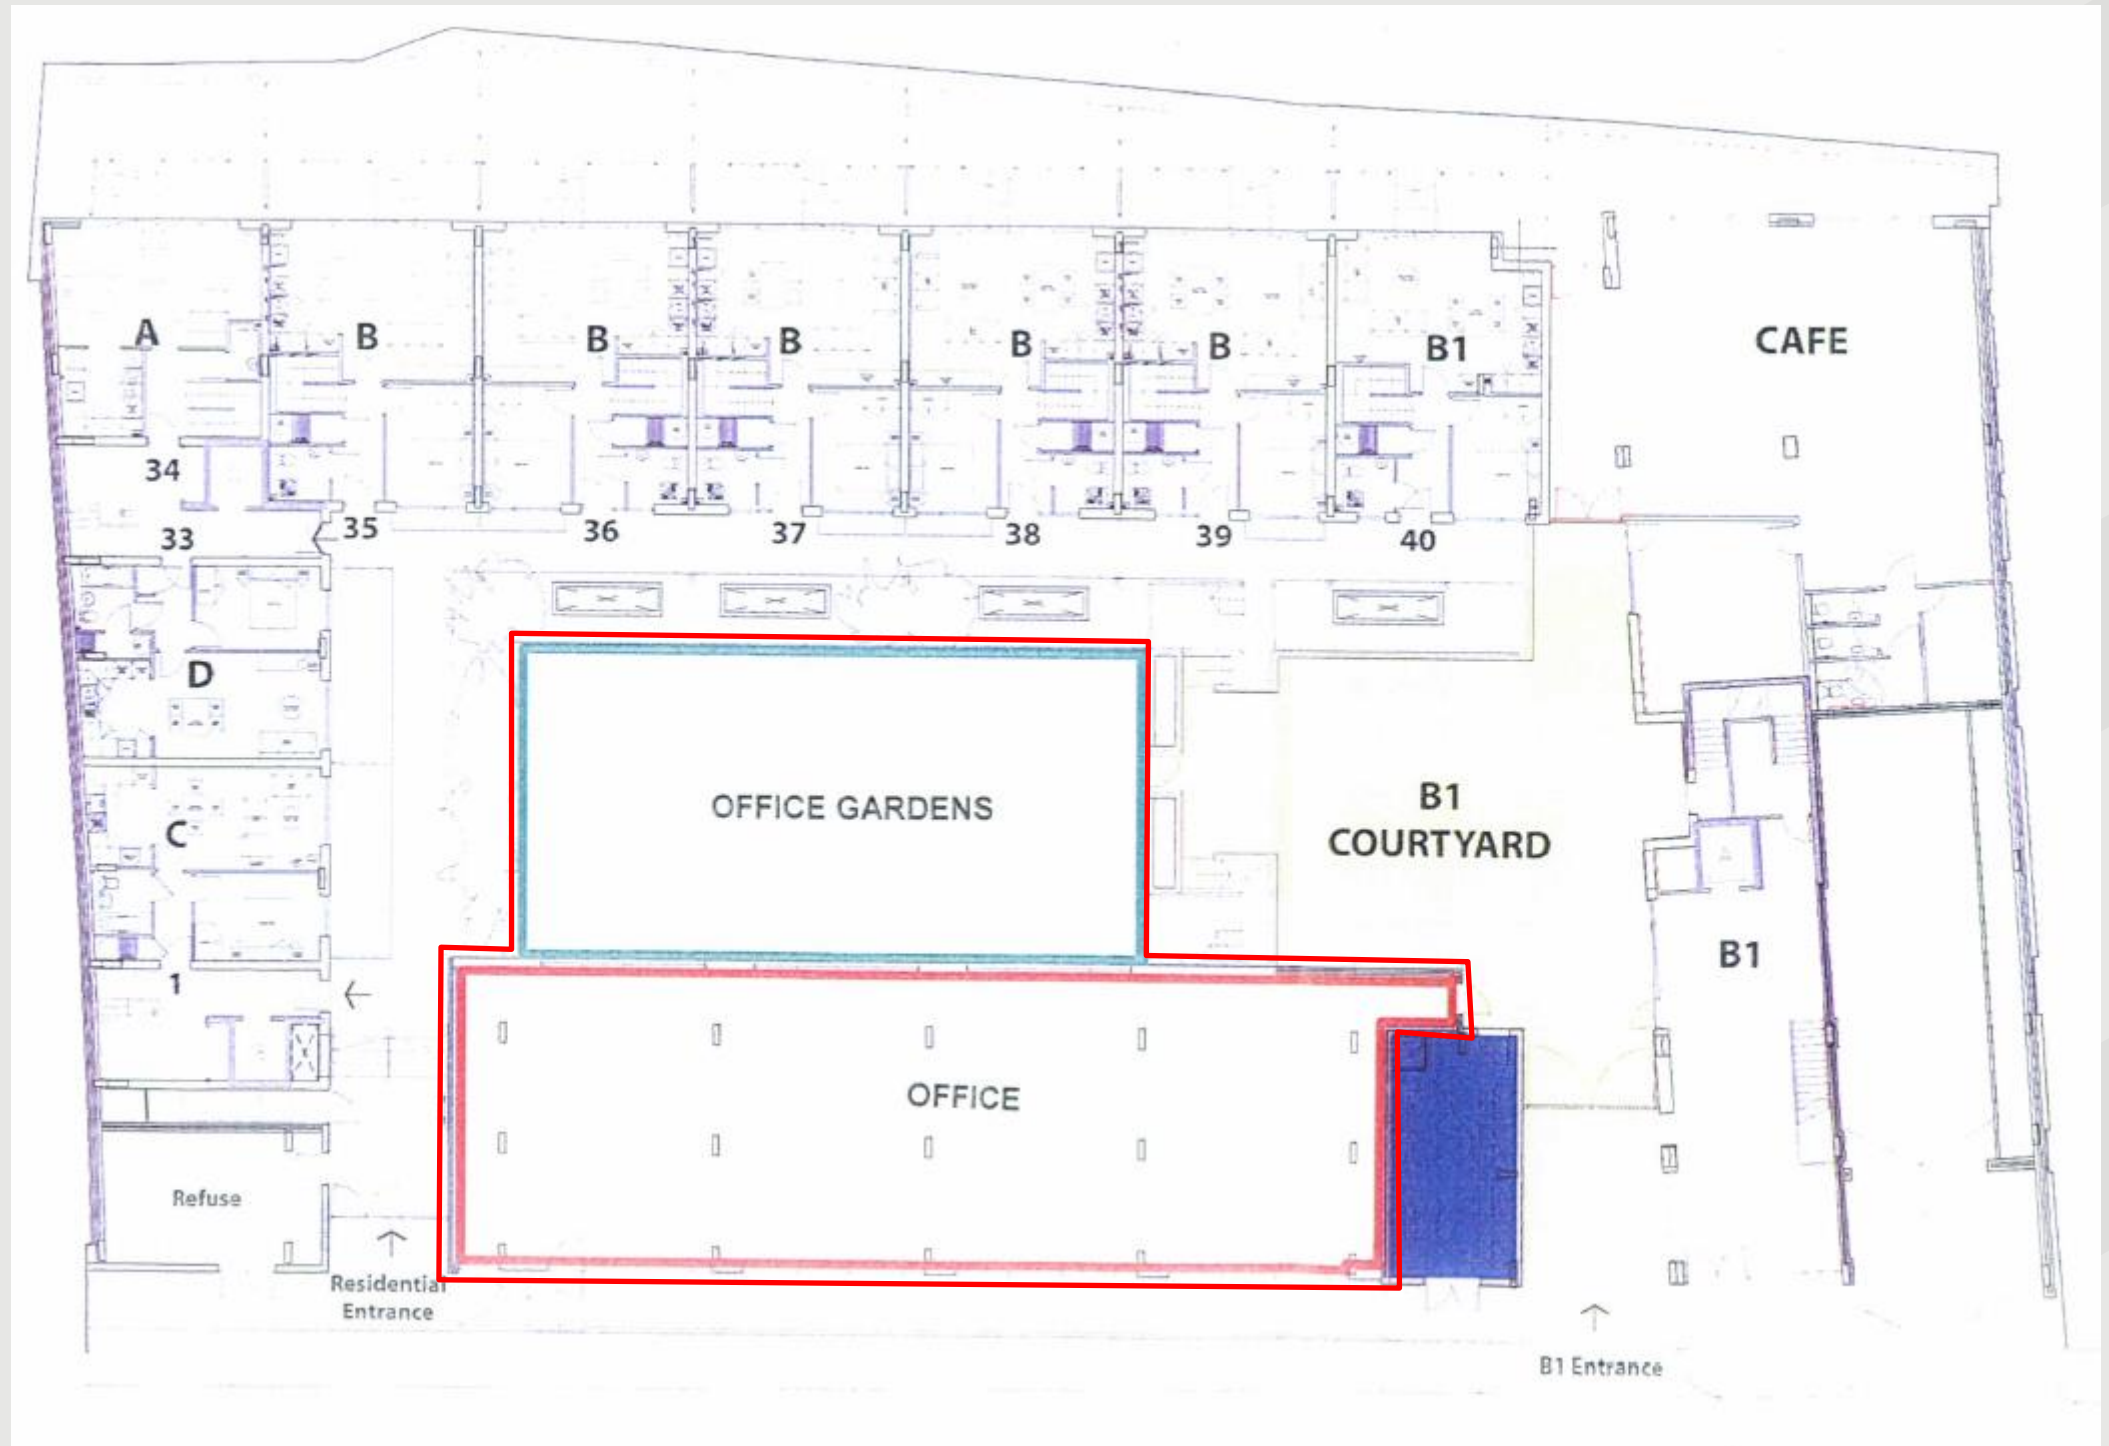 A
B
B
B
B
B
B1
CAFE
34
33
35
36
37
38
39
40
D
C
1
OFFICE GARDENS
B1
COURTYARD
B1
OFFICE
Refuse
Residential
Entrance
B1 Entrance